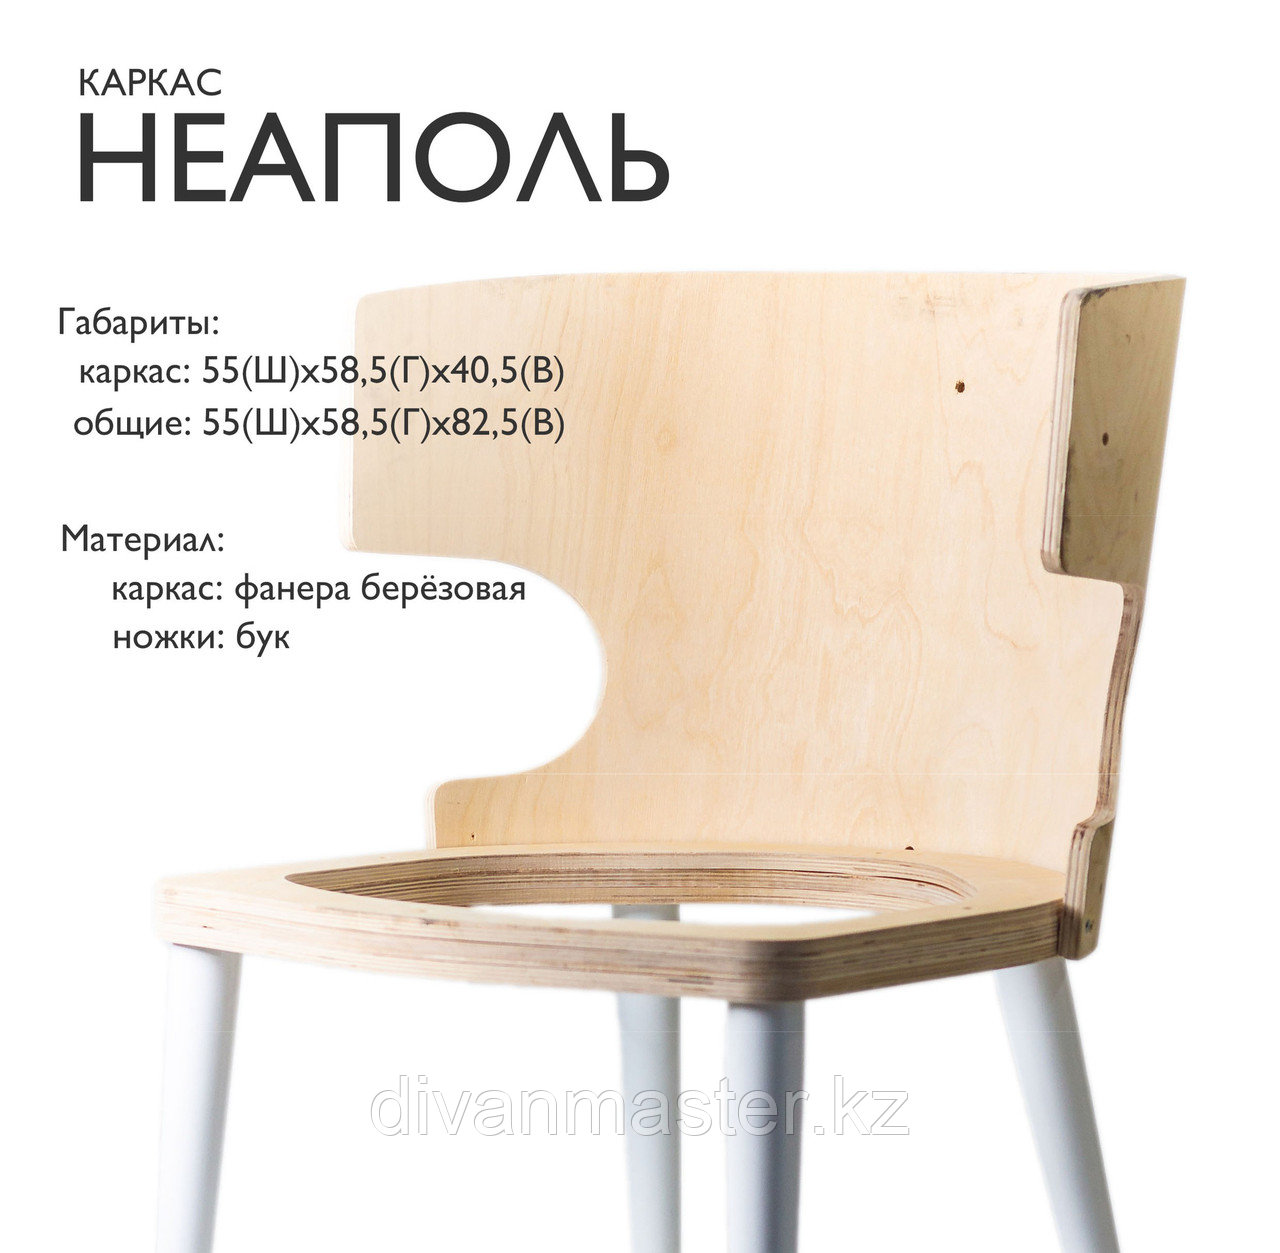 КАРКАС
НЕАПОЛЬ
Габариты:
каркас: 55(Ш)х58,5(Г)х40,5(В)
общие: 55(Ш)х58,5(Г)х82,5(В)
Материал:
каркас: фанера берёзовая
ножки: бук
divanmaster.kz